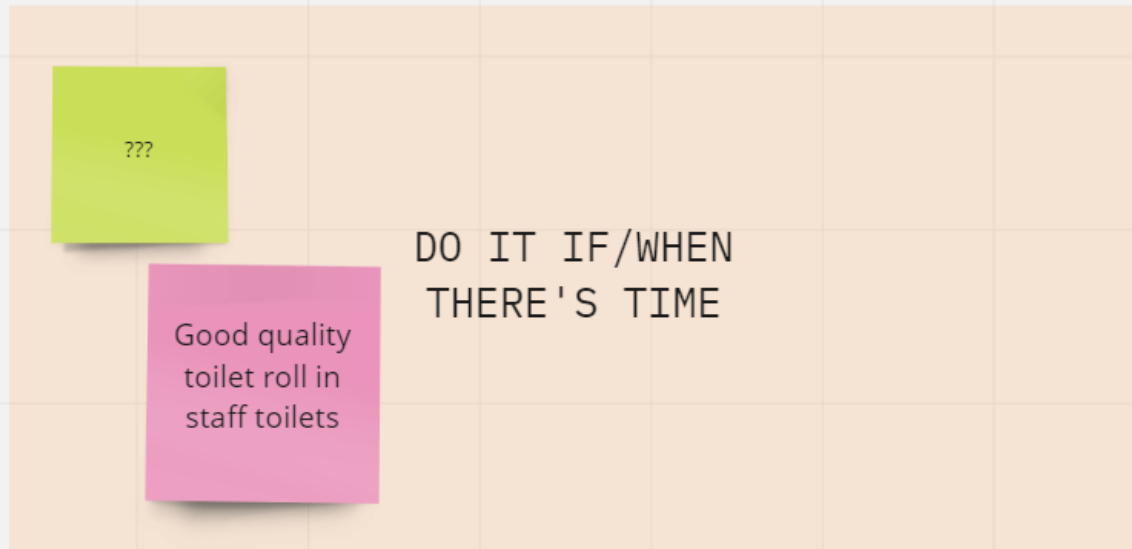 ???
DO IT IF/WHEN
THERE'S TIME
Good quality
toilet roll in
staff toilets